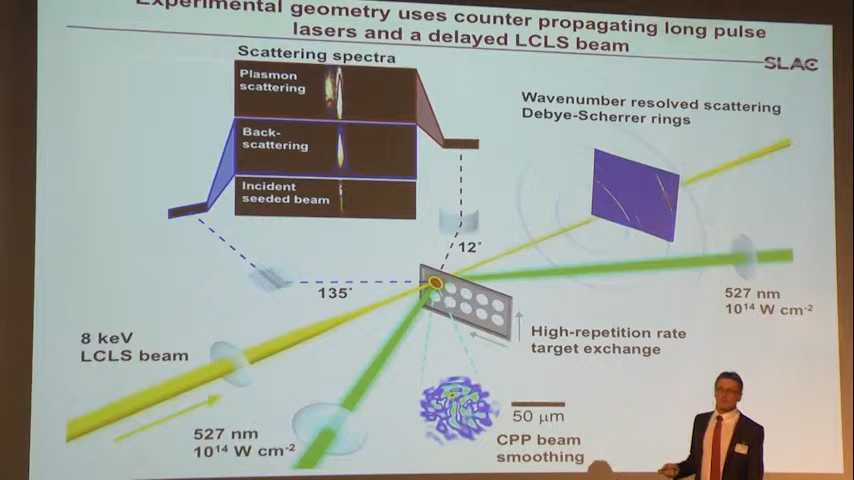 Experimental geometry uses counter propagating long pulse
lasers and a delayed LCLS beam
SLAC
Scattering spectra
Plasmon
scattering
Back-
scattering
Incident
seeded beam
Wavenumber resolved scattering
Debye-Scherrer rings
12°
135°
527 nm
10¹⁴ W cm⁻²
8 keV
LCLS beam
High-repetition rate
target exchange
50 µm
527 nm
10¹⁴ W cm⁻²
CPP beam
smoothing